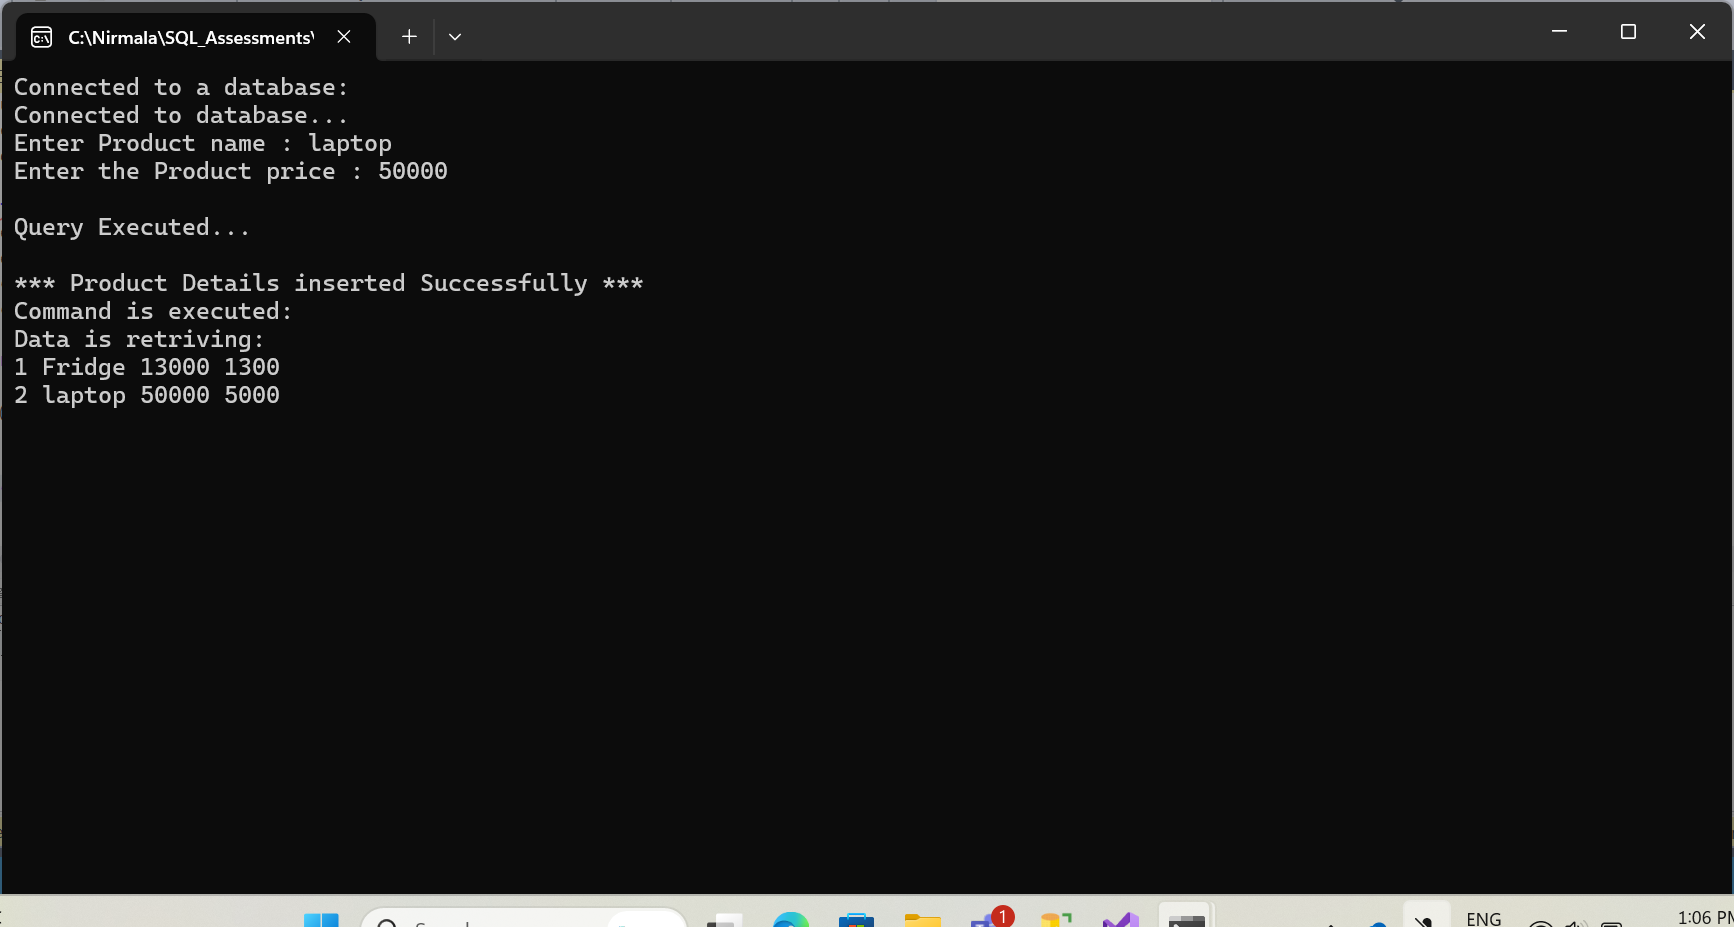 C:\Nirmala\SQL_Assessments\
Connected to a database:
Connected to database...
Enter Product name : laptop
Enter the Product price : 50000
Query Executed...
*** Product Details inserted Successfully ***
Command is executed:
Data is retriving:
1 Fridge 13000 1300
2 laptop 50000 5000
1
ENG
1:06 PM